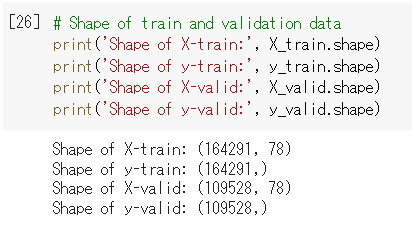 [26] # Shape of train and validation data
print('Shape of X-train:', X_train.shape)
print('Shape of y-train:', y_train.shape)
print('Shape of X-valid:', X_valid.shape)
print('Shape of y-valid:', y_valid.shape)
Shape of X-train: (164291, 78)
Shape of y-train: (164291,)
Shape of X-valid: (109528, 78)
Shape of y-valid: (109528,)